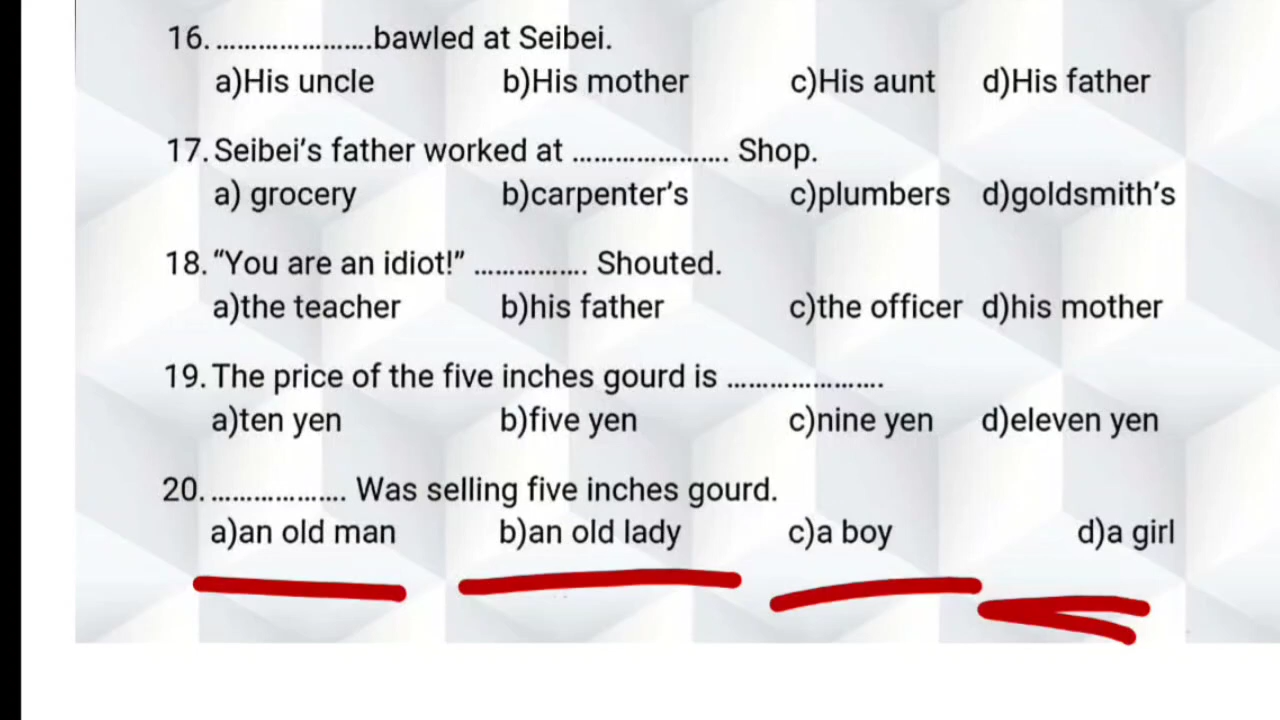 16. ......................bawled at Seibei.
a)His uncle b)His mother c)His aunt d)His father
17. Seibei’s father worked at ...................... Shop.
a) grocery b)carpenter’s c)plumbers d)goldsmith’s
18. “You are an idiot!” ................ Shouted.
a)the teacher b)his father c)the officer d)his mother
19. The price of the five inches gourd is ......................
a)ten yen b)five yen c)nine yen d)eleven yen
20. ................... Was selling five inches gourd.
a)an old man b)an old lady c)a boy d)a girl